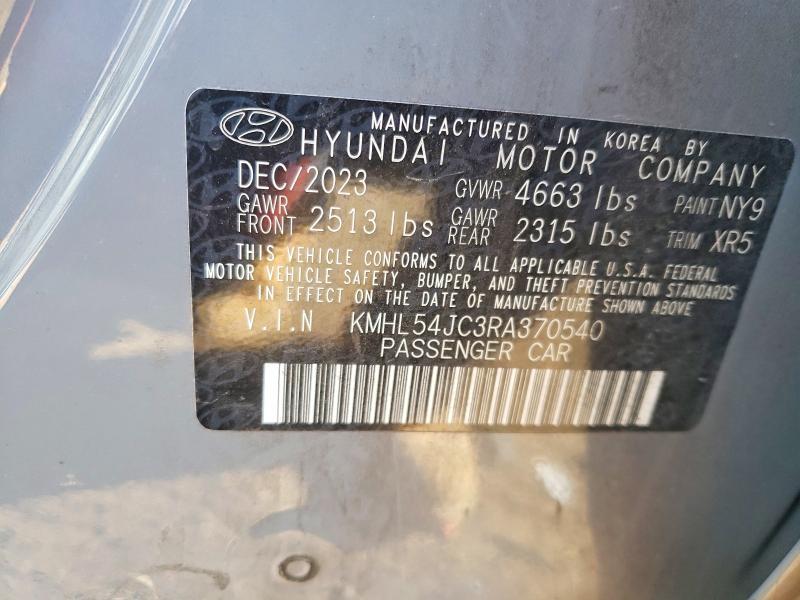 MANUFACTURED IN KOREA BY
HYUNDAI MOTOR COMPANY
DEC/2023 GVWR 4663 lbs PAINT NY9
GAWR FRONT 2513 lbs GAWR REAR 2315 lbs TRIM XR5
THIS VEHICLE CONFORMS TO ALL APPLICABLE U.S.A. FEDERAL
MOTOR VEHICLE SAFETY, BUMPER, AND THEFT PREVENTION STANDARDS
IN EFFECT ON THE DATE OF MANUFACTURE SHOWN ABOVE
V.I.N KMHL54JC3RA370540
PASSENGER CAR